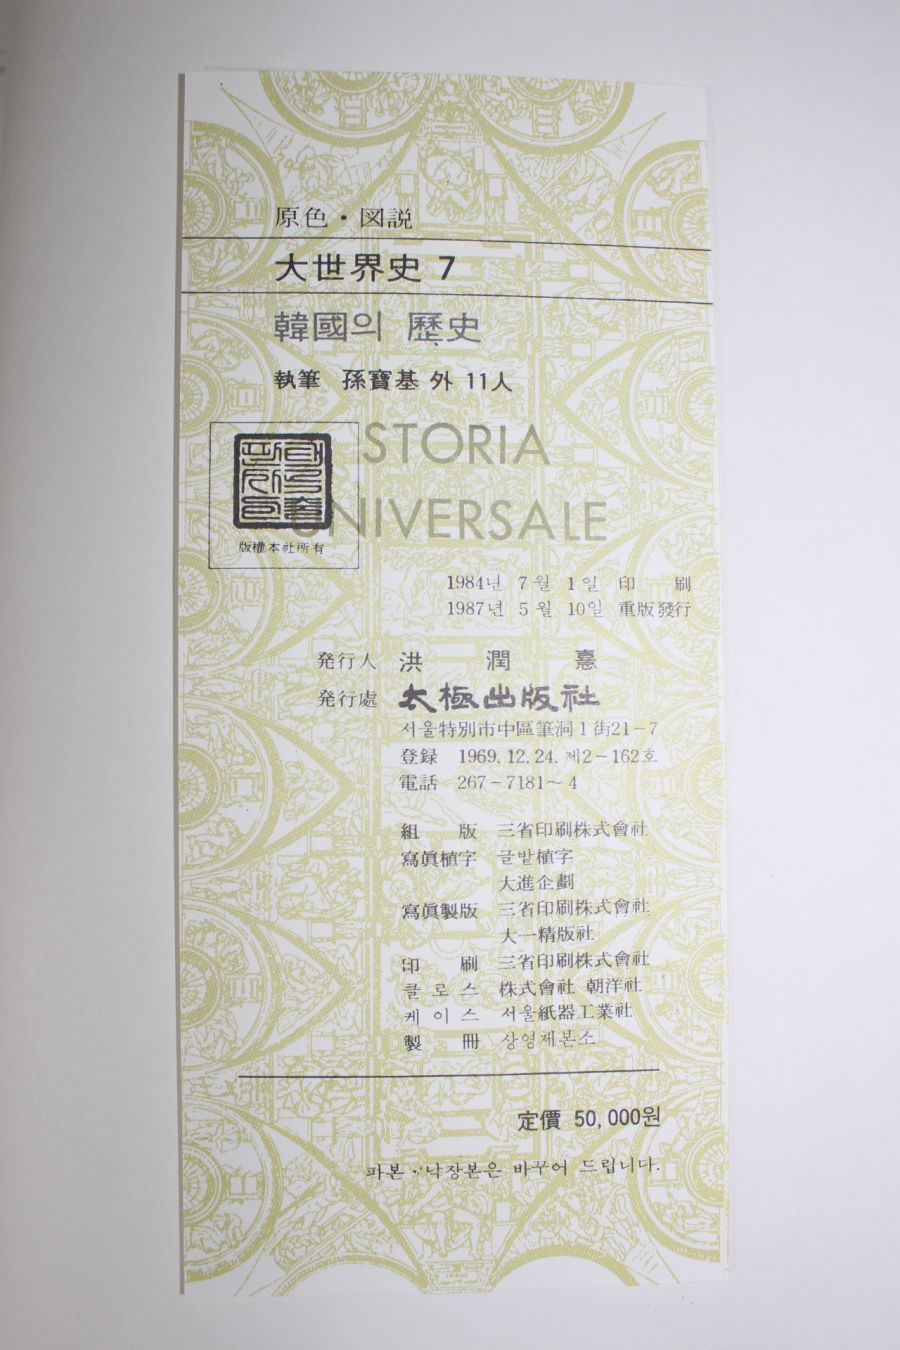 原色·図説
大世界史 7
韓國의 歷史
執筆 孫寶基 外 11人
STORIA
UNIVERSALE
版權本社所有
1984년 7월 1일 印 刷
1987년 5월 10일 重版發行
発行人 洪 潤 憙
発行處 太極出版社
서울特別市中區筆洞1街21-7
登録 1969.12.24. 제2-162호
電話 267-7181~4
組 版 三省印刷株式會社
寫眞植字 글밭植字
大進企劃
寫眞製版 三省印刷株式會社
大一精版社
印 刷 三省印刷株式會社
클로스 株式會社 朝洋社
케이스 서울紙器工業社
製 冊 상영제본소
定價 50,000원
파본·낙장본은 바꾸어 드립니다.